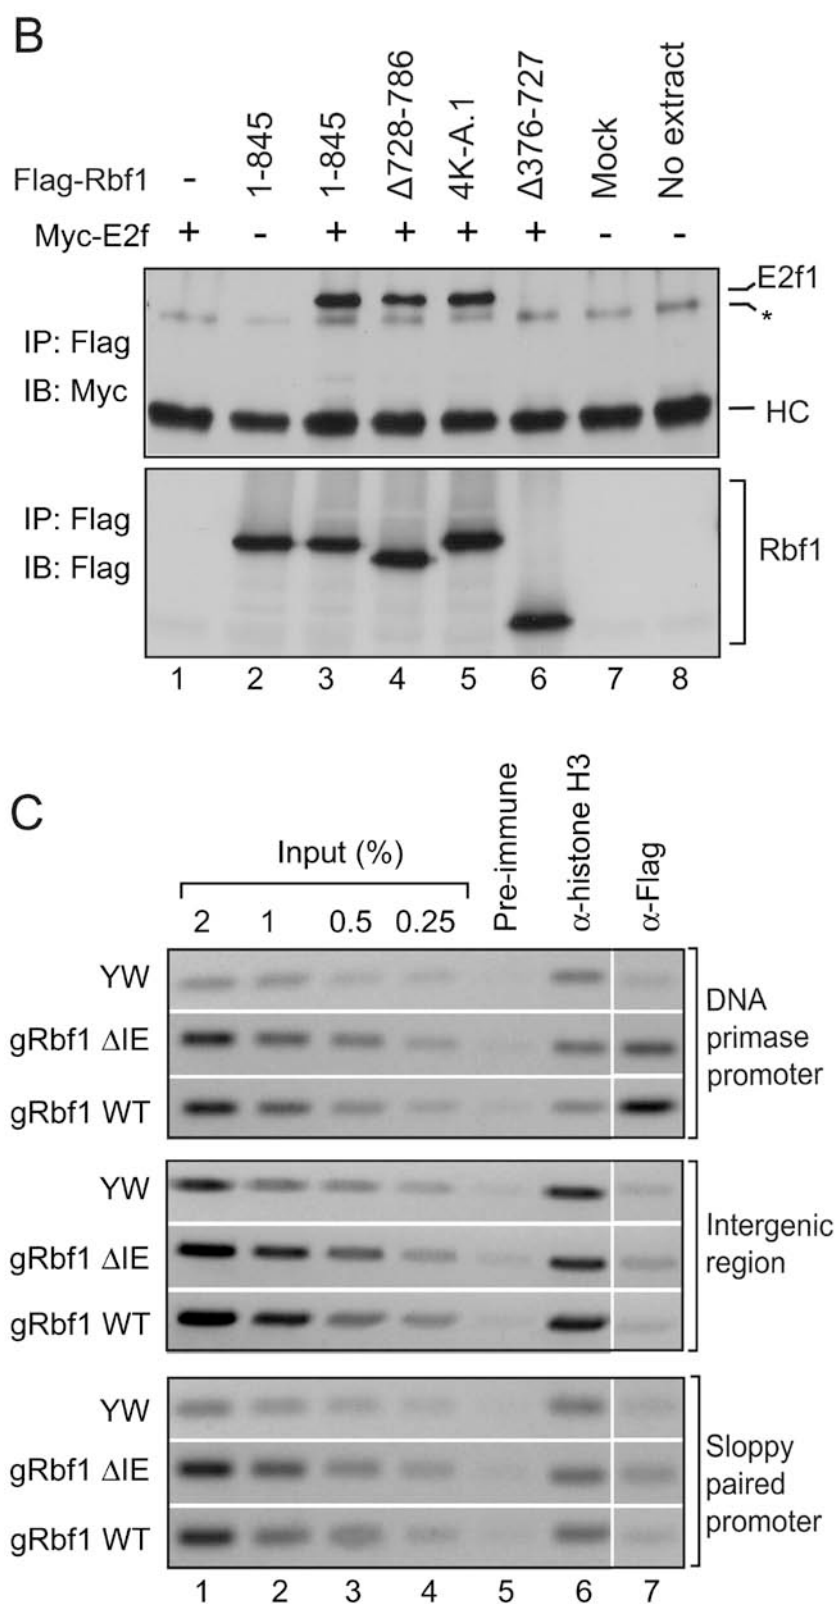 B
Flag-Rbf1 - 1-845 1-845 Δ728-786 4K-A.1 Δ376-727 Mock No extract
Myc-E2f + - + + + + - -
E2f1
*
IP: Flag
IB: Myc
HC
IP: Flag
IB: Flag
Rbf1
1 2 3 4 5 6 7 8
C
Input (%) Pre-immune α-histone H3 α-Flag
2 1 0.5 0.25
YW
gRbf1 ΔIE
gRbf1 WT
DNA
primase
promoter
YW
gRbf1 ΔIE
gRbf1 WT
Intergenic
region
YW
gRbf1 ΔIE
gRbf1 WT
Sloppy
paired
promoter
1 2 3 4 5 6 7